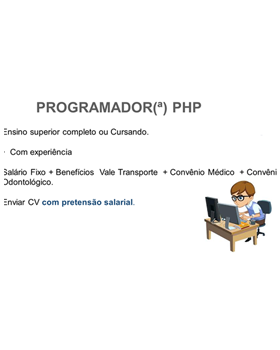 PROGRAMADOR(ª) PHP
Ensino superior completo ou Cursando.
· Com experiência
Salário Fixo + Benefícios Vale Transporte + Convênio Médico + Convêni
Odontológico.
Enviar CV com pretensão salarial.